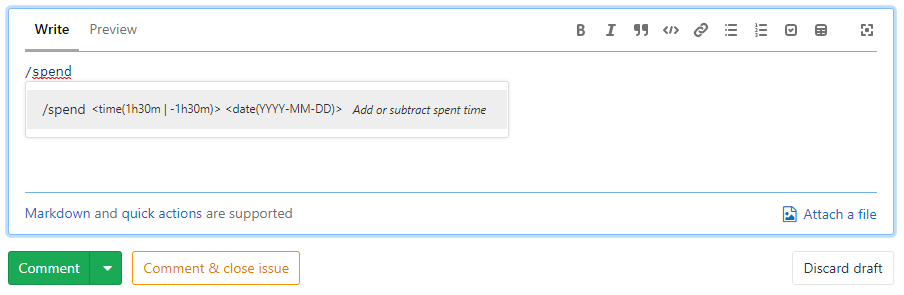 Write Preview
/spend
/spend <time(1h30m | -1h30m)> <date(YYYY-MM-DD)> Add or subtract spent time
Markdown and quick actions are supported Attach a file
Comment Comment & close issue Discard draft